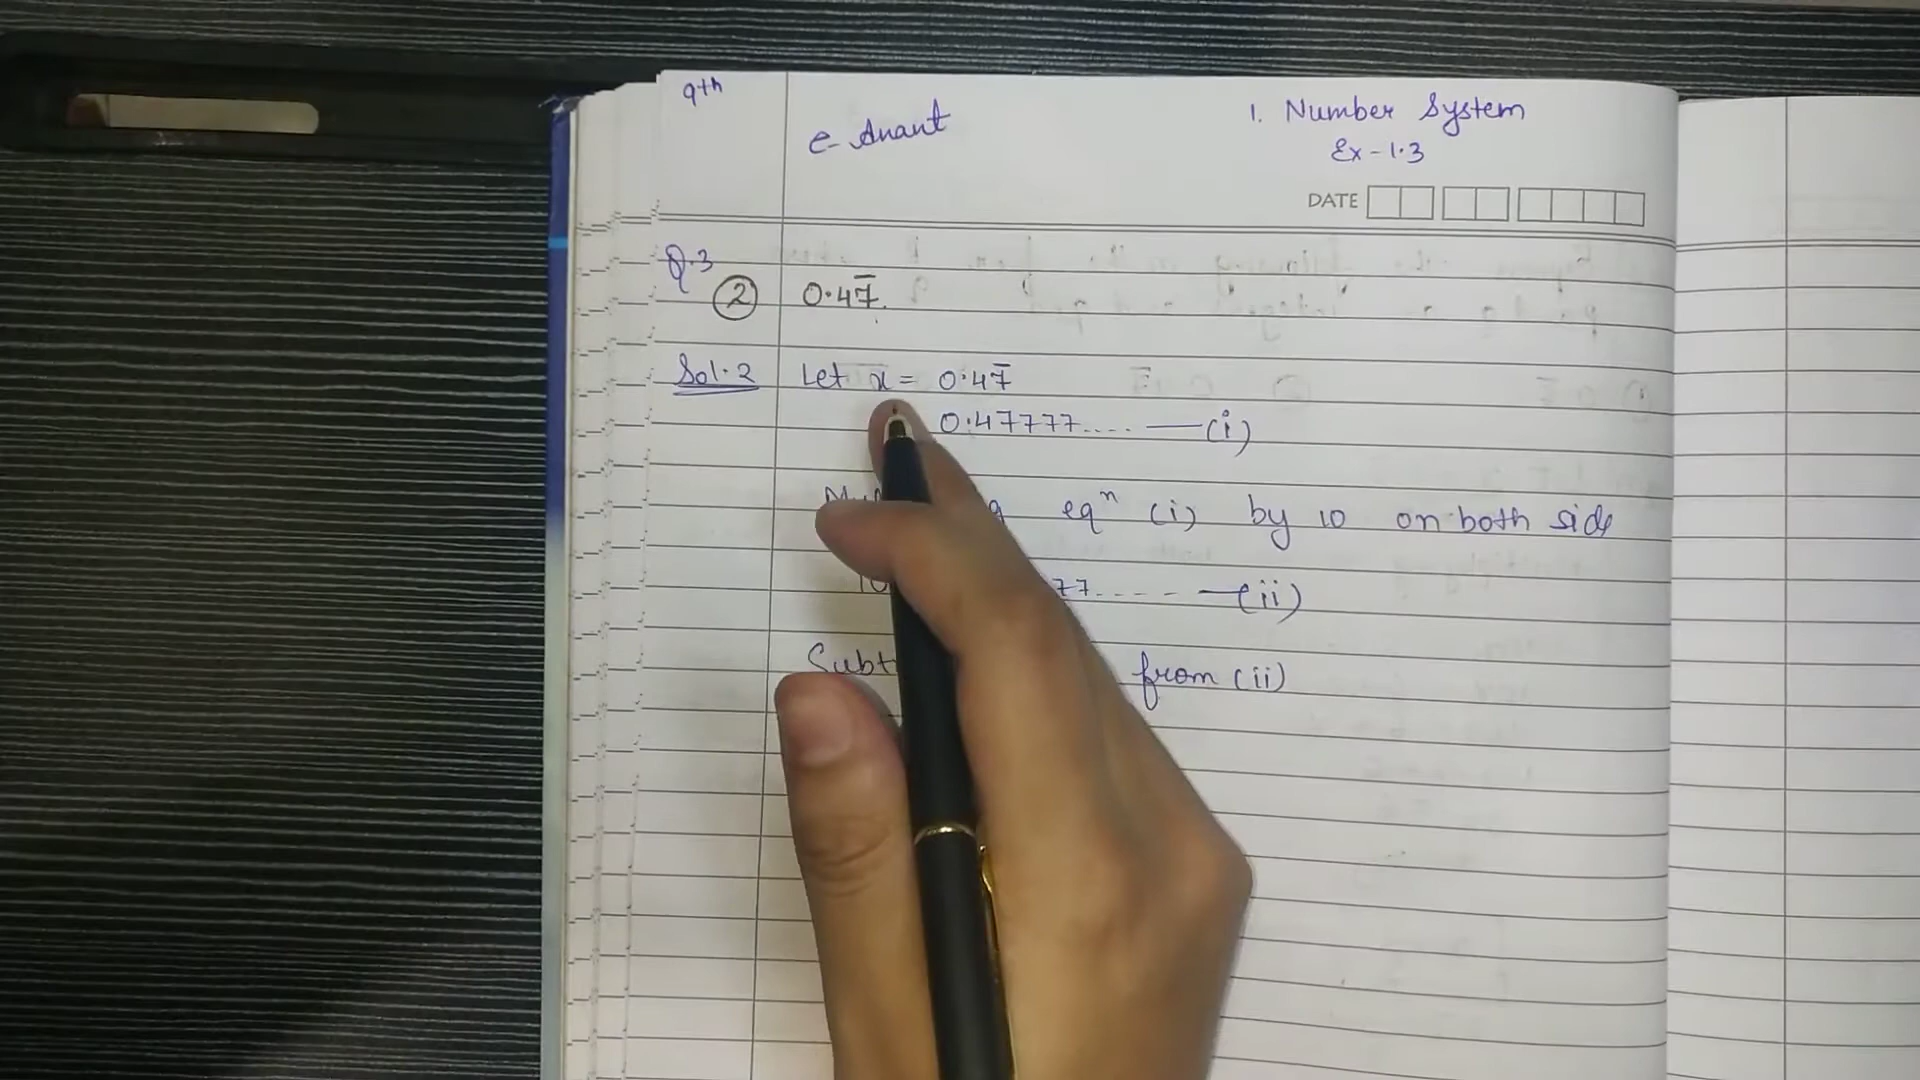 9th
e-Anant
1. Number System
Ex-1.3
DATE
Q.3
② 0.47̅
Sol.2 Let x = 0.47̅
0.47777.... —(i)
eqⁿ (i) by 10 on both side
77..... —(ii)
from (ii)